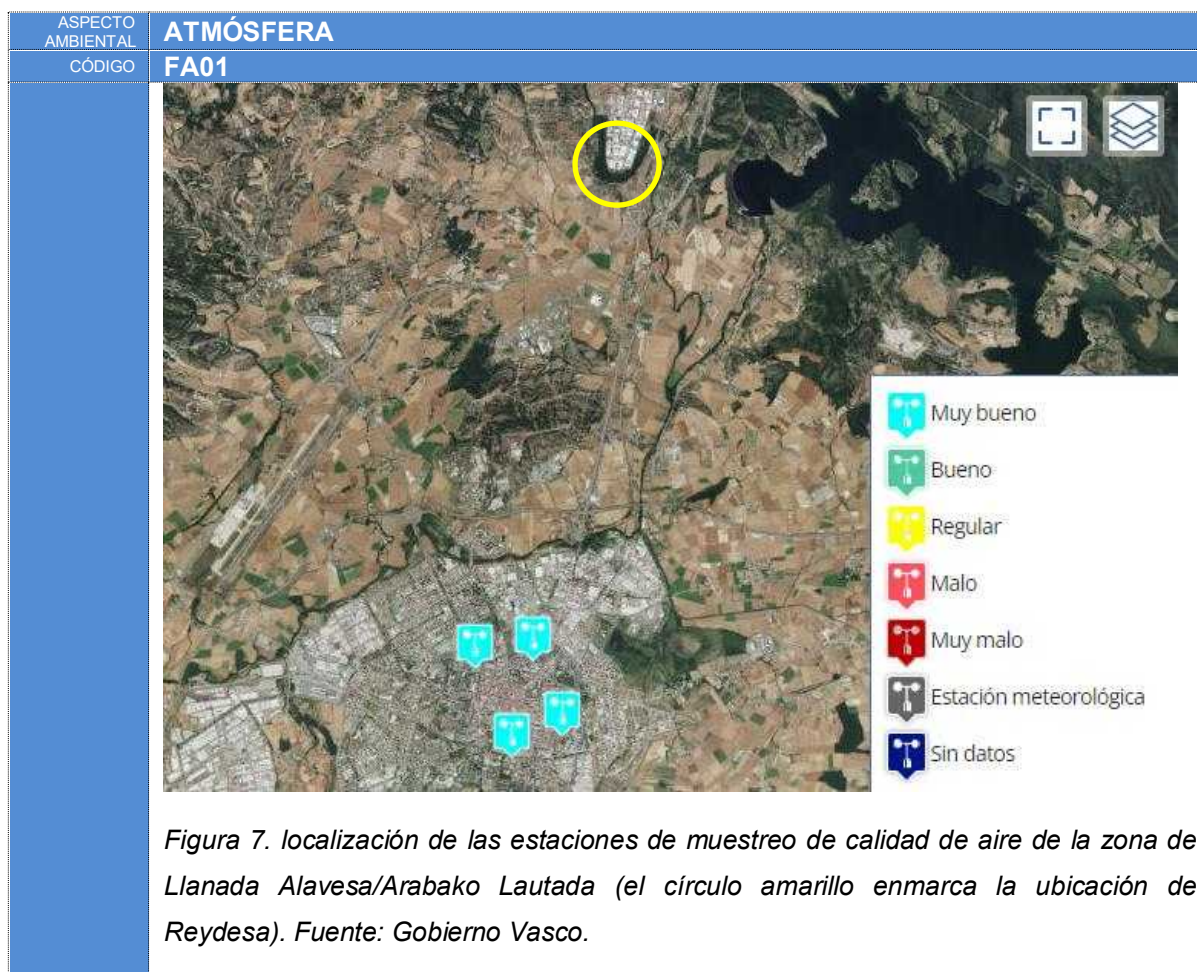 ASPECTO
AMBIENTAL
ATMÓSFERA
CÓDIGO
FA01
Muy bueno
Bueno
Regular
Malo
Muy malo
Estación meteorológica
Sin datos
Figura 7. localización de las estaciones de muestreo de calidad de aire de la zona de
Llanada Alavesa/Arabako Lautada (el círculo amarillo enmarca la ubicación de
Reydesa). Fuente: Gobierno Vasco.